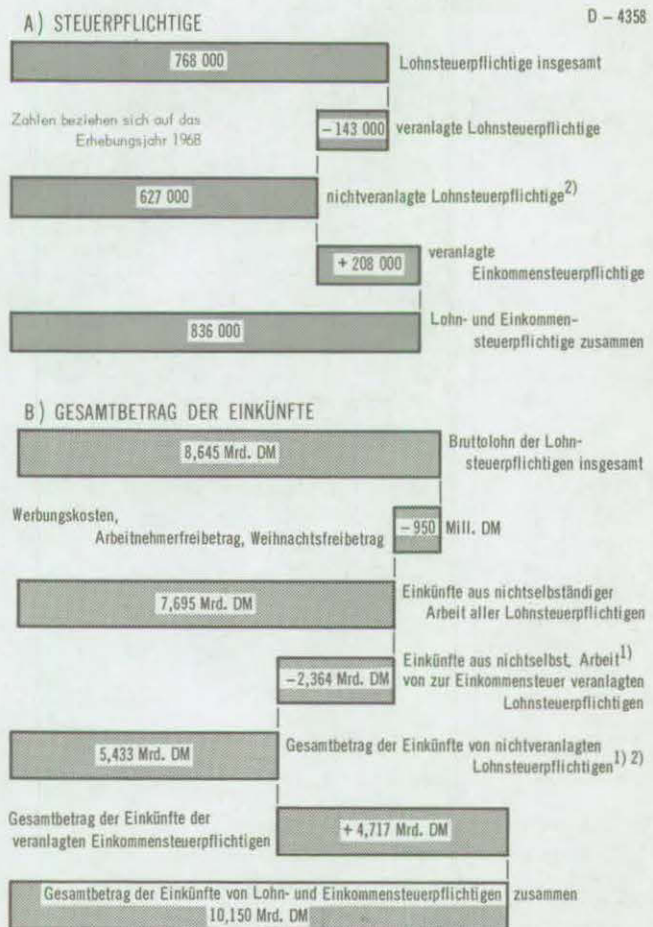 A) STEUERPFLICHTIGE
D – 4358
768 000
Lohnsteuerpflichtige insgesamt
Zahlen beziehen sich auf das
Erhebungsjahr 1968
– 143 000
veranlagte Lohnsteuerpflichtige
627 000
nichtveranlagte Lohnsteuerpflichtige2)
+ 208 000
veranlagte
Einkommensteuerpflichtige
836 000
Lohn- und Einkommen-
steuerpflichtige zusammen
B) GESAMTBETRAG DER EINKÜNFTE
8,645 Mrd. DM
Bruttolohn der Lohn-
steuerpflichtigen insgesamt
Werbungskosten,
Arbeitnehmerfreibetrag, Weihnachtsfreibetrag
– 950 Mill. DM
7,695 Mrd. DM
Einkünfte aus nichtselbständiger
Arbeit aller Lohnsteuerpflichtigen
–2,364 Mrd. DM
Einkünfte aus nichtselbst. Arbeit1)
von zur Einkommensteuer veranlagten
Lohnsteuerpflichtigen
5,433 Mrd. DM
Gesamtbetrag der Einkünfte von nichtveranlagten
Lohnsteuerpflichtigen1) 2)
Gesamtbetrag der Einkünfte der
veranlagten Einkommensteuerpflichtigen
+ 4,717 Mrd. DM
Gesamtbetrag der Einkünfte von Lohn- und Einkommensteuerpflichtigen zusammen
10,150 Mrd. DM